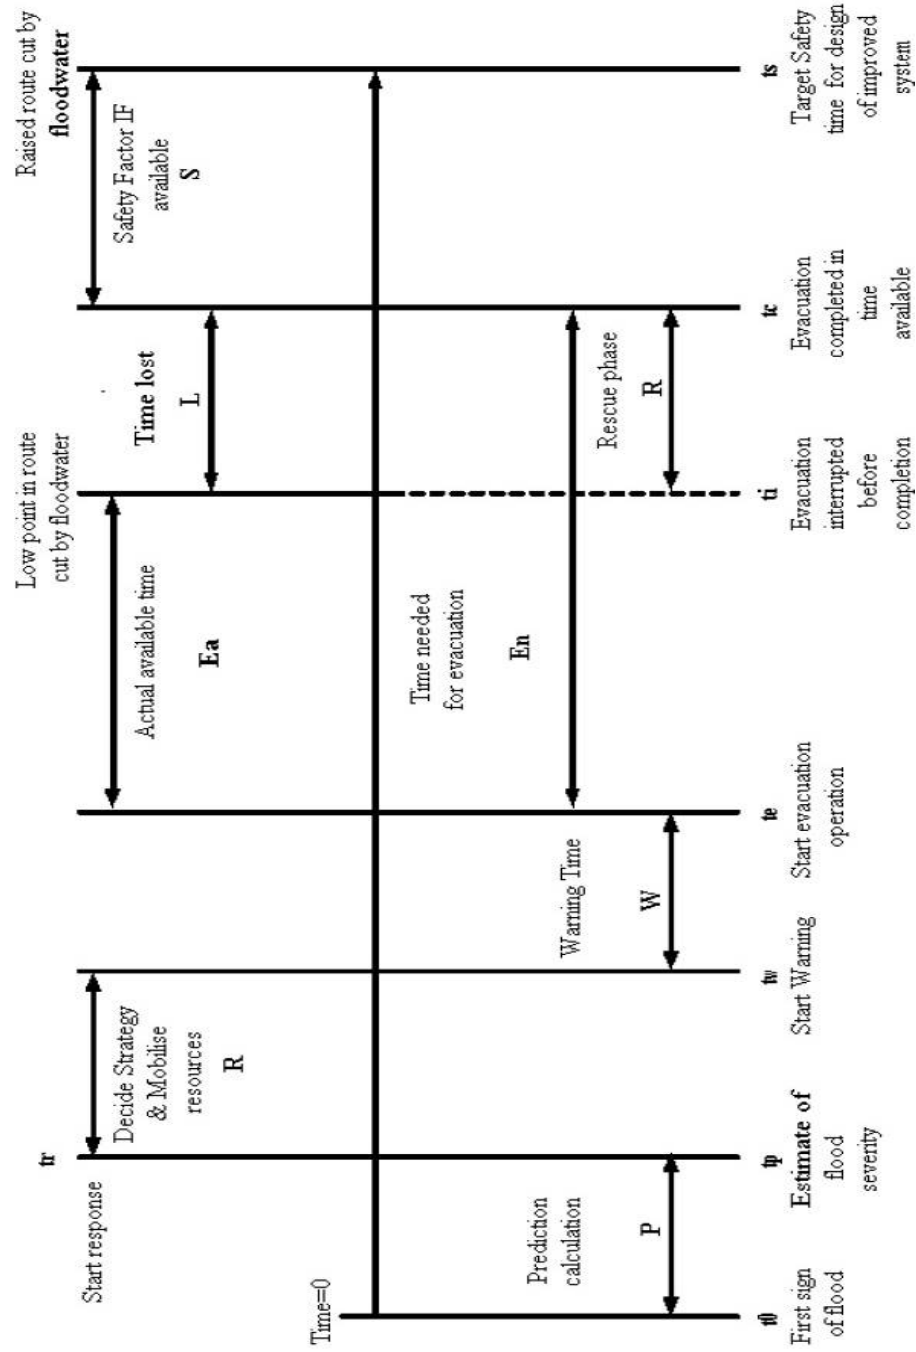 Time=0
Start response
tr
Decide Strategy
& Mobilise
resources
R
Low point in route
cut by floodwater
Actual available time
Ea
Time lost
L
Raised route cut by
floodwater
Safety Factor IF
available
S
Prediction
calculation
P
Warning Time
W
Time needed
for evacuation
En
Rescue phase
R
t0
First sign
of flood
tp
Estimate of
flood
severity
tw
Start Warning
te
Start evacuation
operation
ti
Evacuation
interrupted
before
completion
tc
Evacuation
completed in
time
available
ts
Target Safety
time for design
of improved
system